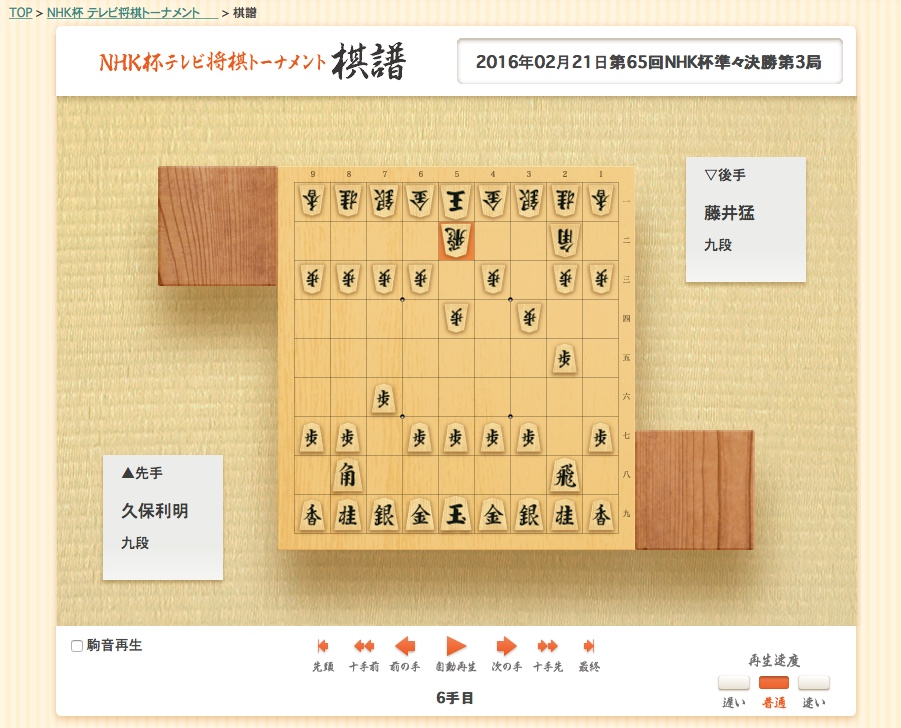 TOP > NHK杯 テレビ将棋トーナメント > 棋譜
NHK杯テレビ将棋トーナメント 棋譜
2016年02月21日第65回NHK杯準々決勝第3局
9 8 7 6 5 4 3 2 1
香 桂 銀 金 王 金 銀 桂 香 一
飛 角 二
歩 歩 歩 歩 歩 歩 歩 三
歩 歩 四
歩 五
歩 六
歩 歩 歩 歩 歩 歩 歩 七
角 飛 八
香 桂 銀 金 玉 金 銀 桂 香 九
▽後手
藤井猛
九段
▲先手
久保利明
九段
駒音再生
先頭 十手前 前の手 自動再生 次の手 十手先 最終
6手目
再生速度
遅い 普通 速い